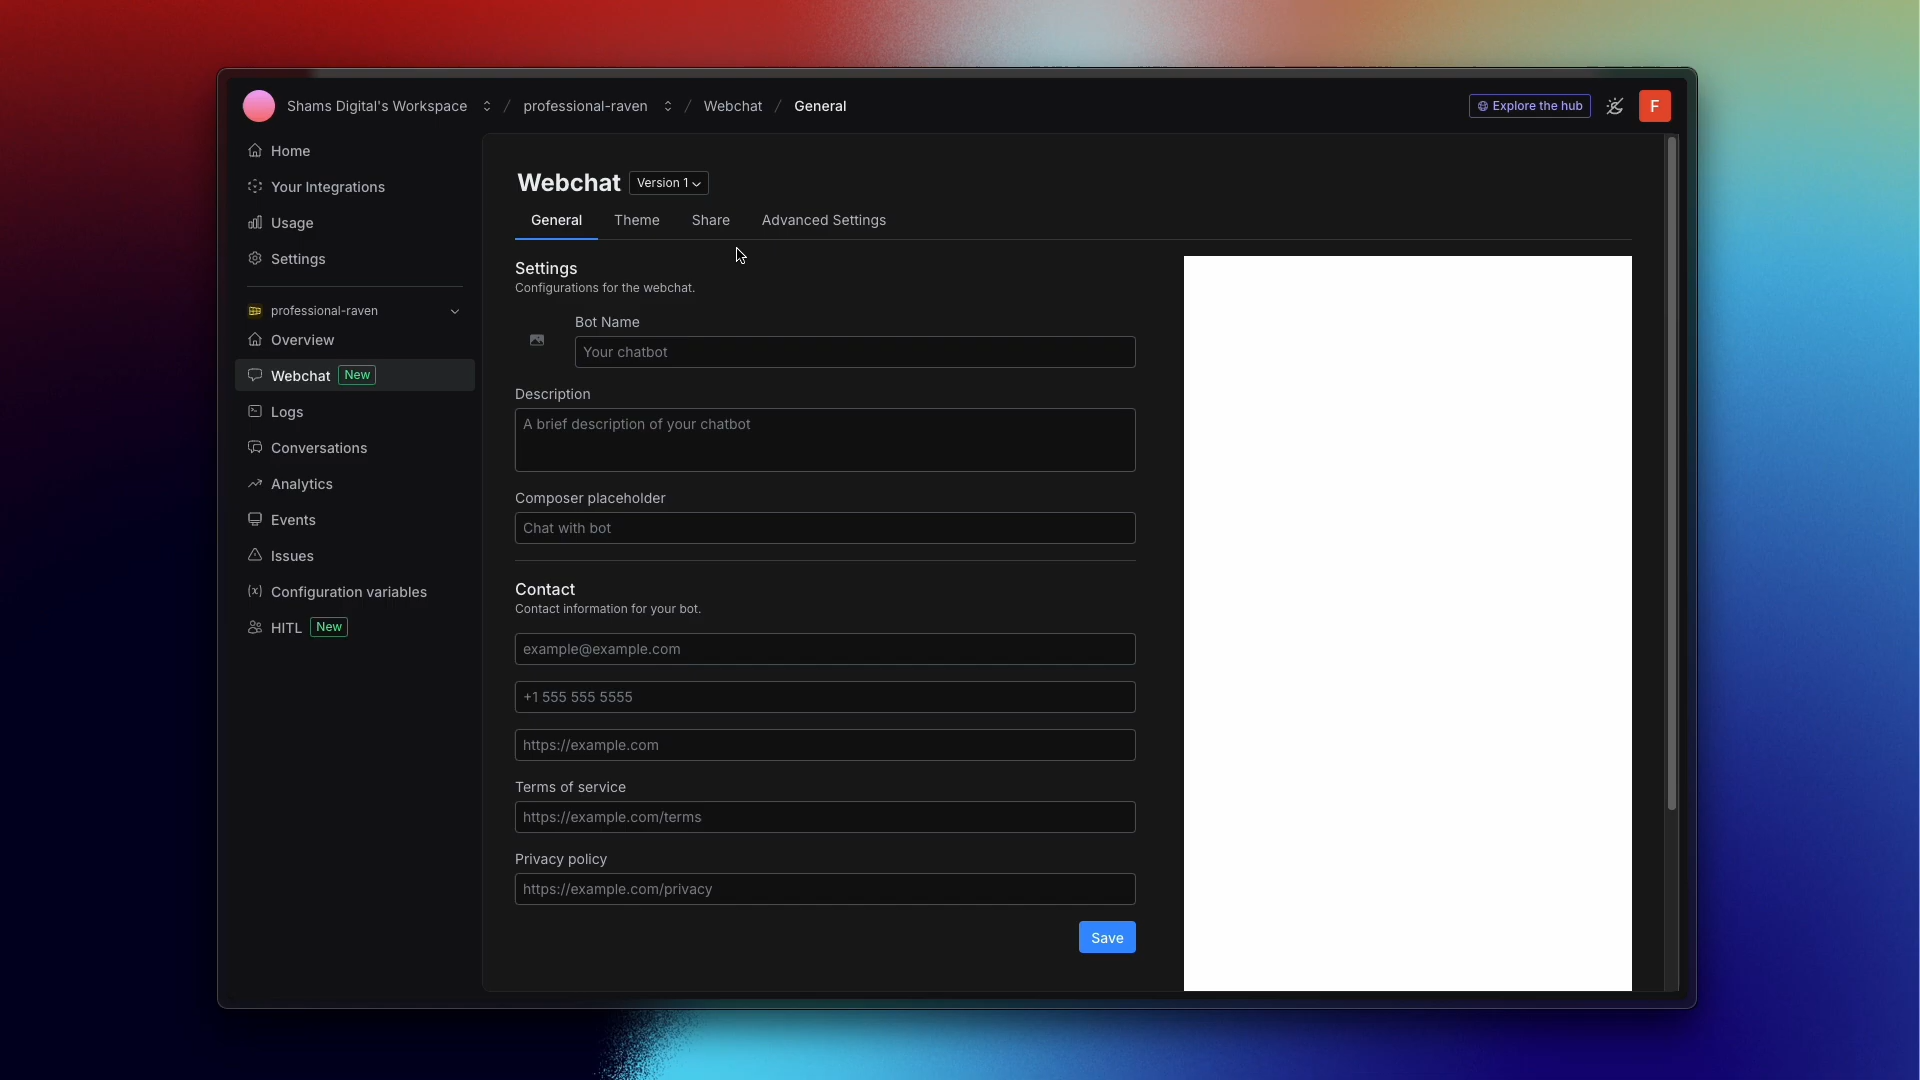 Shams Digital's Workspace / professional-raven / Webchat / General
Explore the hub
F
Home
Your Integrations
Usage
Settings
professional-raven
Overview
Webchat New
Logs
Conversations
Analytics
Events
Issues
Configuration variables
HITL New
Webchat Version 1
General Theme Share Advanced Settings
Settings
Configurations for the webchat.
Bot Name
Your chatbot
Description
A brief description of your chatbot
Composer placeholder
Chat with bot
Contact
Contact information for your bot.
example@example.com
+1 555 555 5555
https://example.com
Terms of service
https://example.com/terms
Privacy policy
https://example.com/privacy
Save